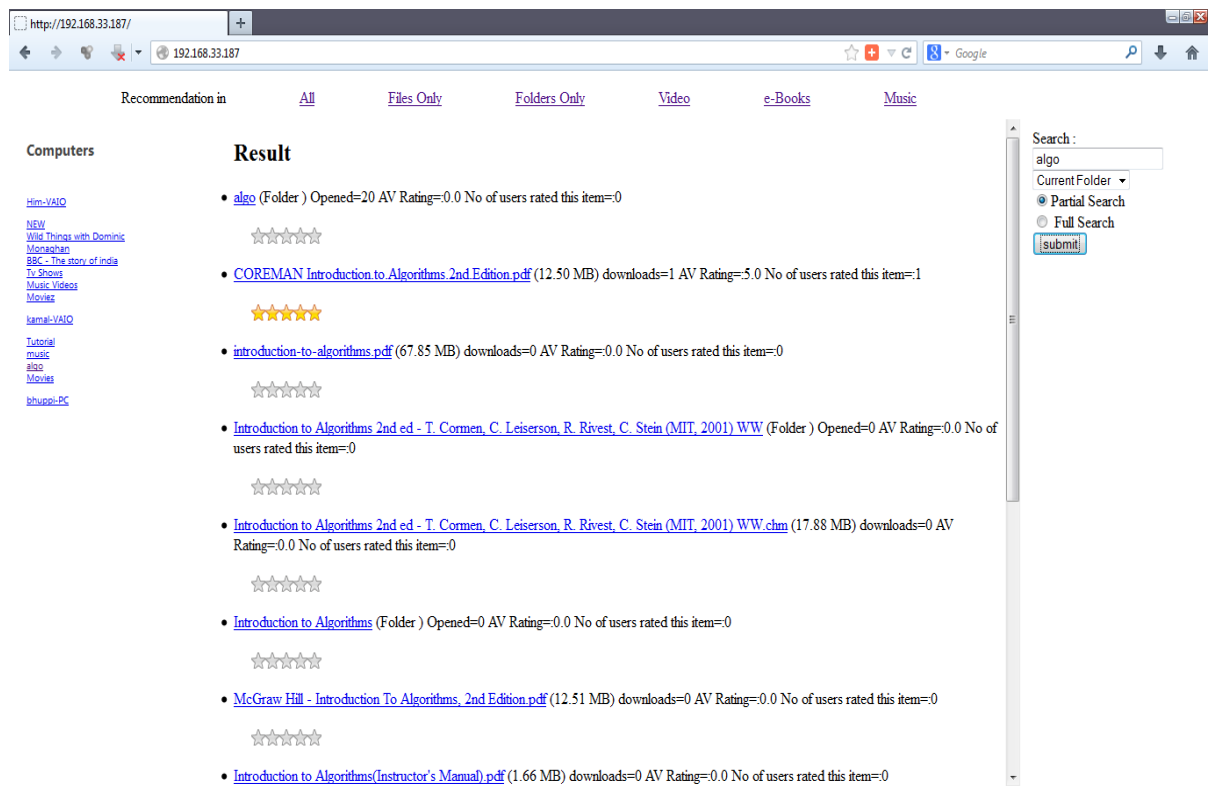 http://192.168.33.187/
192.168.33.187
Google
Recommendation in All Files Only Folders Only Video e-Books Music
Computers
Him-VAIO
NEW
Wild Things with Dominic
Monaghan
BBC - The story of india
Tv Shows
Music Videos
Moviez
kamal-VAIO
Tutorial
music
algo
Movies
bhuppi-PC
Result
algo (Folder ) Opened=20 AV Rating=:0.0 No of users rated this item=:0
COREMAN Introduction.to.Algorithms.2nd.Edition.pdf (12.50 MB) downloads=1 AV Rating=:5.0 No of users rated this item=:1
introduction-to-algorithms.pdf (67.85 MB) downloads=0 AV Rating=:0.0 No of users rated this item=:0
Introduction to Algorithms 2nd ed - T. Cormen, C. Leiserson, R. Rivest, C. Stein (MIT, 2001) WW (Folder ) Opened=0 AV Rating=:0.0 No of
users rated this item=:0
Introduction to Algorithms 2nd ed - T. Cormen, C. Leiserson, R. Rivest, C. Stein (MIT, 2001) WW.chm (17.88 MB) downloads=0 AV
Rating=:0.0 No of users rated this item=:0
Introduction to Algorithms (Folder ) Opened=0 AV Rating=:0.0 No of users rated this item=:0
McGraw Hill - Introduction To Algorithms, 2nd Edition.pdf (12.51 MB) downloads=0 AV Rating=:0.0 No of users rated this item=:0
Introduction to Algorithms(Instructor's Manual).pdf (1.66 MB) downloads=0 AV Rating=:0.0 No of users rated this item=:0
Search :
algo
Current Folder
Partial Search
Full Search
submit